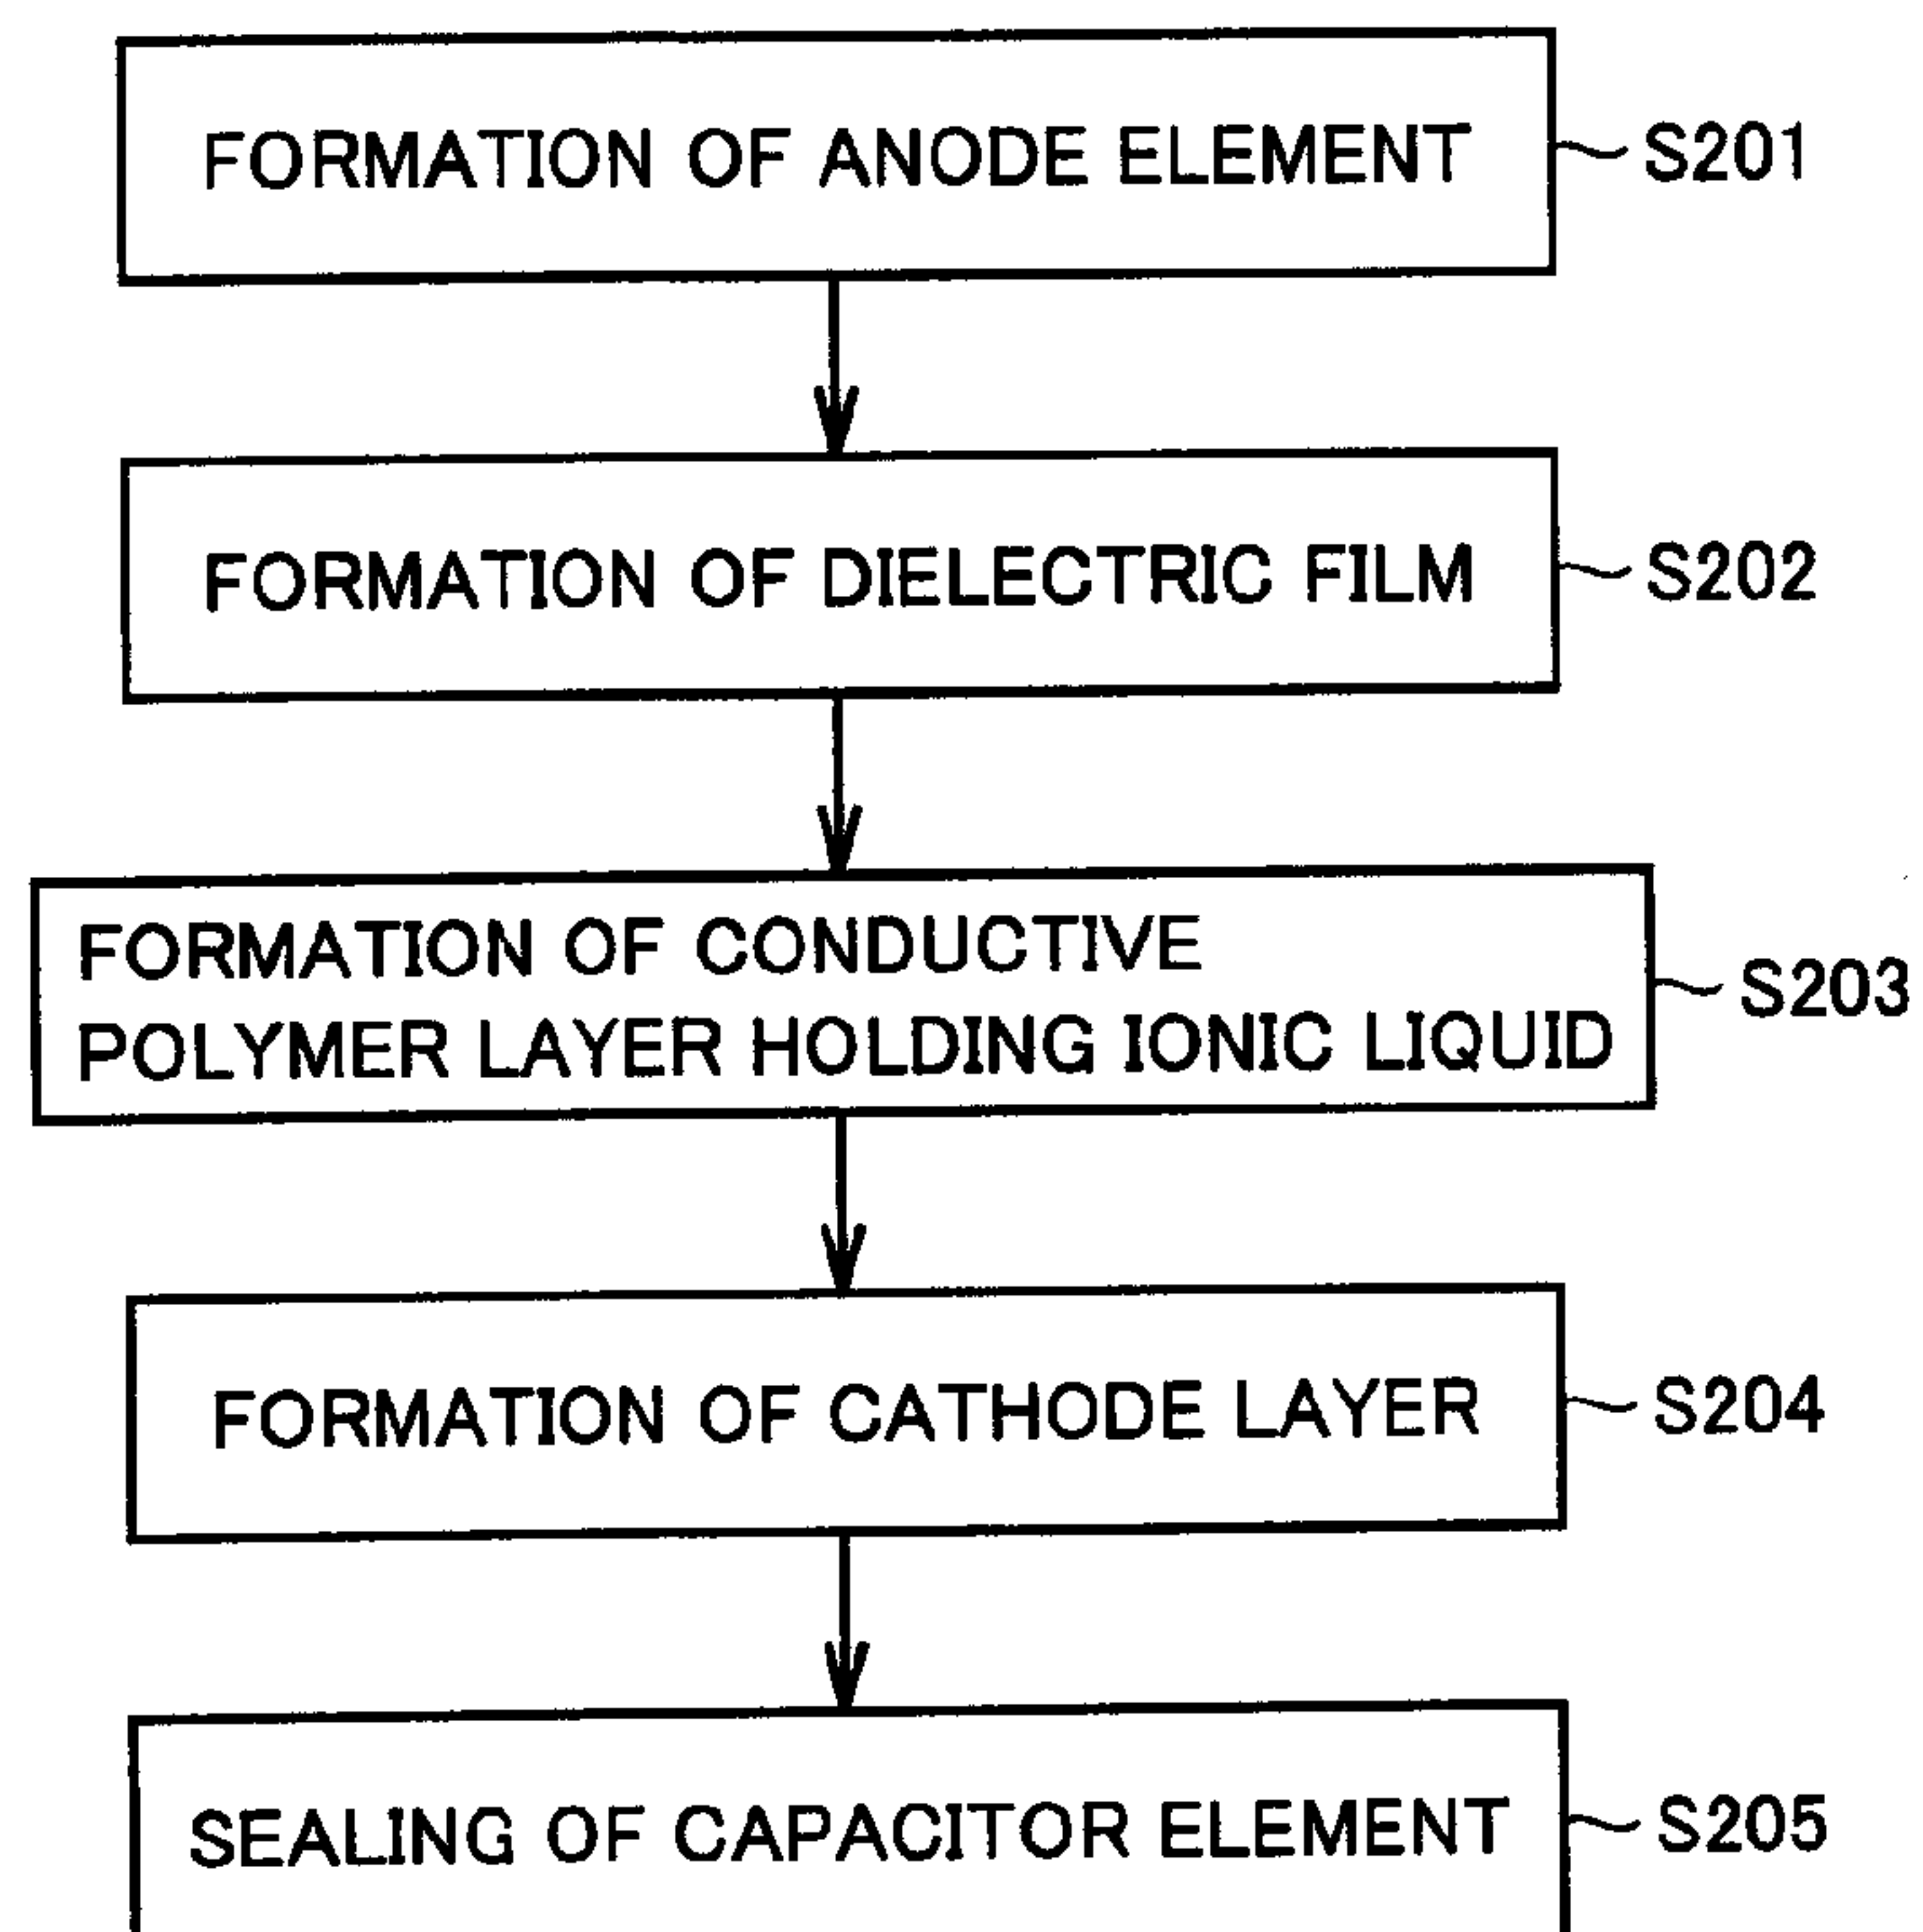 FORMATION OF ANODE ELEMENT
S201
FORMATION OF DIELECTRIC FILM
S202
FORMATION OF CONDUCTIVE
POLYMER LAYER HOLDING IONIC LIQUID
S203
FORMATION OF CATHODE LAYER
S204
SEALING OF CAPACITOR ELEMENT
S205